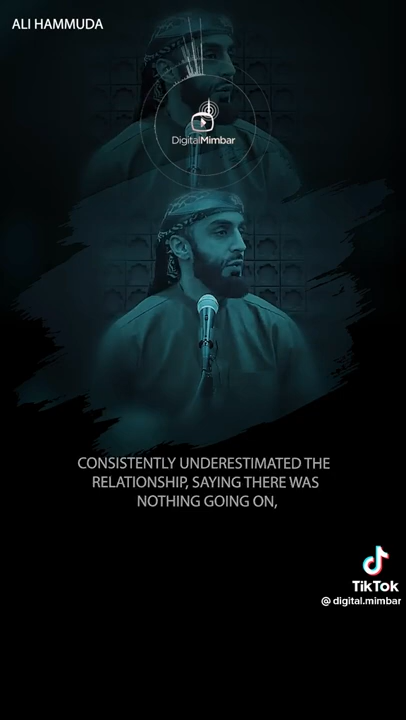 ALI HAMMUDA
DigitalMimbar
CONSISTENTLY UNDERESTIMATED THE
RELATIONSHIP, SAYING THERE WAS
NOTHING GOING ON,
TikTok
@digital.mimbar